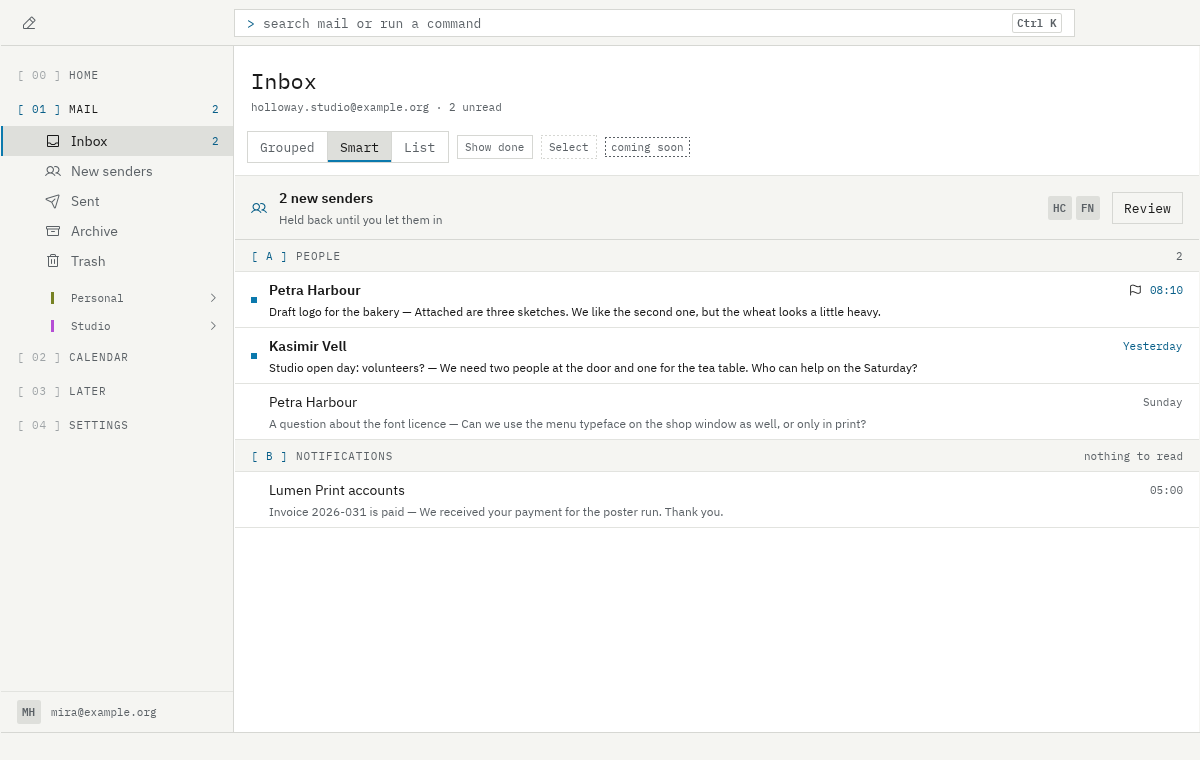 > search mail or run a command Ctrl K
[ 00 ] HOME
[ 01 ] MAIL 2
Inbox 2
New senders
Sent
Archive
Trash
Personal
Studio
[ 02 ] CALENDAR
[ 03 ] LATER
[ 04 ] SETTINGS
MH mira@example.org
Inbox
holloway.studio@example.org · 2 unread
Grouped Smart List Show done Select coming soon
2 new senders
Held back until you let them in
HC FN Review
[ A ] PEOPLE 2
Petra Harbour 08:10
Draft logo for the bakery — Attached are three sketches. We like the second one, but the wheat looks a little heavy.
Kasimir Vell Yesterday
Studio open day: volunteers? — We need two people at the door and one for the tea table. Who can help on the Saturday?
Petra Harbour Sunday
A question about the font licence — Can we use the menu typeface on the shop window as well, or only in print?
[ B ] NOTIFICATIONS nothing to read
Lumen Print accounts 05:00
Invoice 2026-031 is paid — We received your payment for the poster run. Thank you.